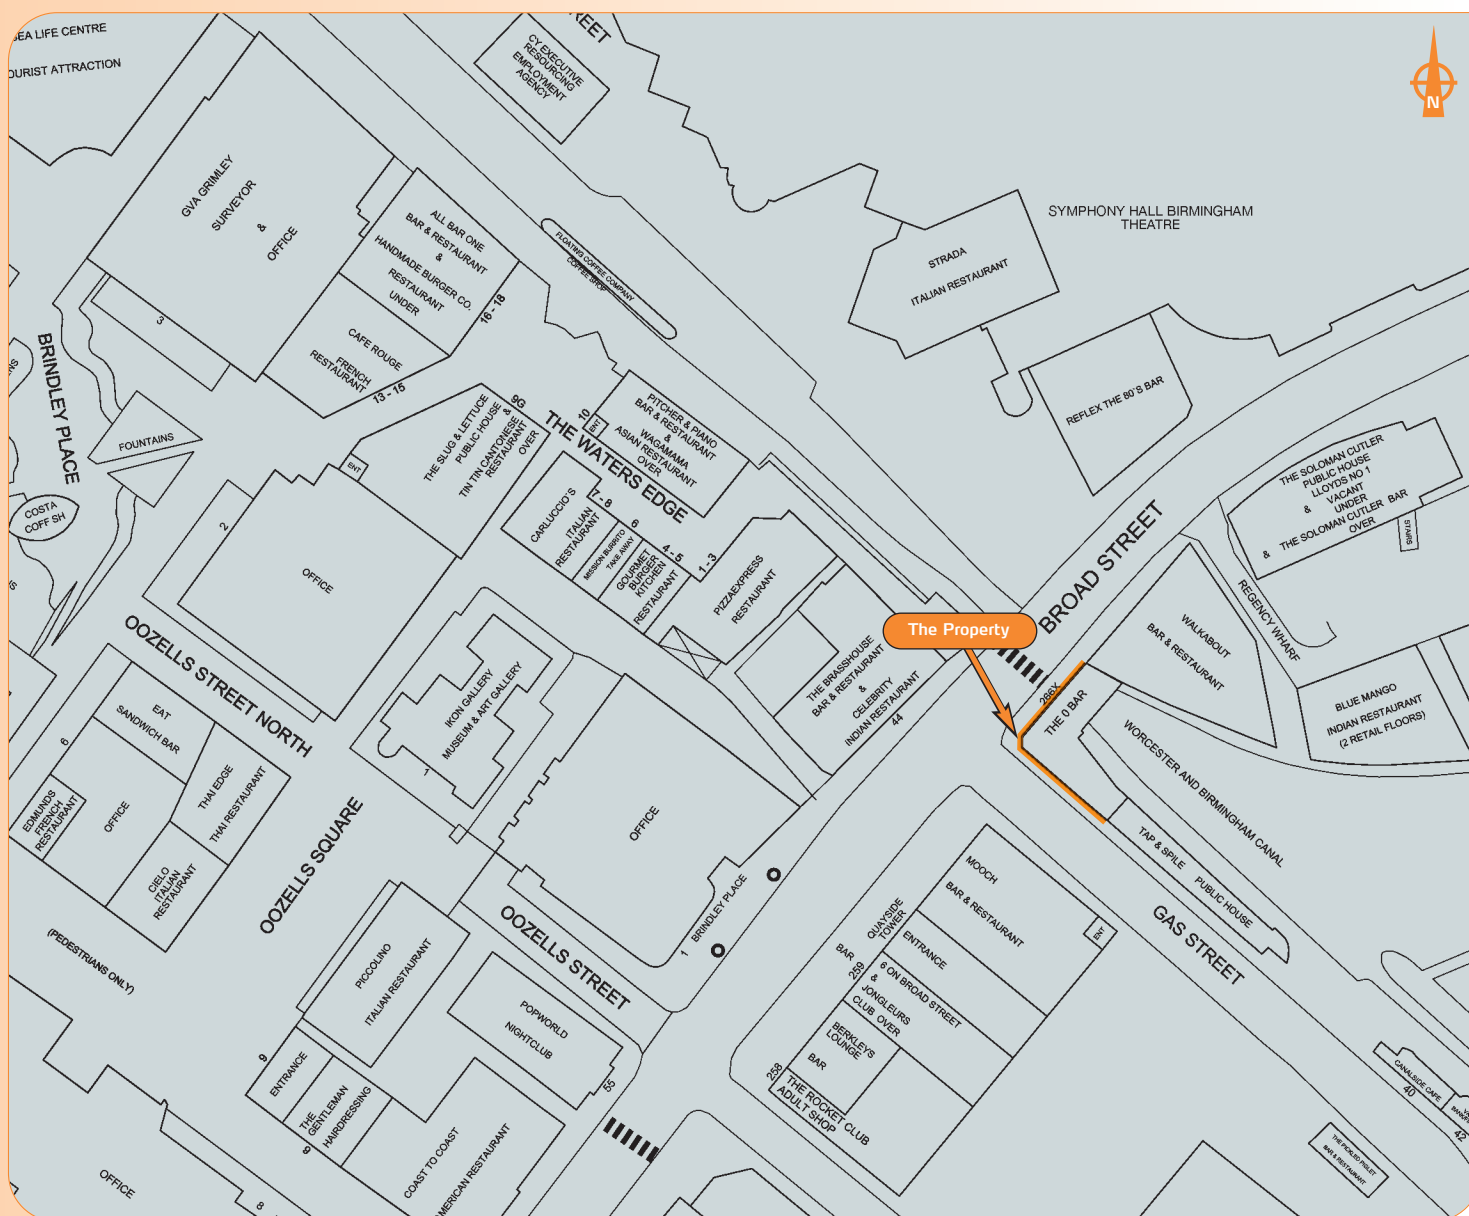 SEA LIFE CENTRE
OURIST ATTRACTION
REET
CY EXECUTIVE
RESOURCING
EMPLOYMENT
AGENCY
N
GVA GRIMLEY
SURVEYOR
&
OFFICE
3
ALL BAR ONE
BAR & RESTAURANT
&
HANDMADE BURGER CO.
RESTAURANT
UNDER
16 - 18
CAFE ROUGE
FRENCH
RESTAURANT
13 - 15
FLOATING COFFEE COMPANY
COFFEE SHOP
SYMPHONY HALL BIRMINGHAM
THEATRE
STRADA
ITALIAN RESTAURANT
REFLEX THE 80'S BAR
BRINDLEY PLACE
FOUNTAINS
COSTA
COFF SH
ENT
THE SLUG & LETTUCE
PUBLIC HOUSE
&
TIN TIN CANTONESE
RESTAURANT
OVER
9G
THE WATERS EDGE
10
ENT
PITCHER & PIANO
BAR & RESTAURANT
&
WAGAMAMA
ASIAN RESTAURANT
OVER
CARLUCCIO'S
ITALIAN
RESTAURANT
7 - 8
MISSION BURRITO
TAKE AWAY
6
GOURMET
BURGER
KITCHEN
RESTAURANT
4 - 5
1 - 3
PIZZAEXPRESS
RESTAURANT
2
OFFICE
THE SOLOMAN CUTLER
PUBLIC HOUSE
LLOYDS NO 1
VACANT
& UNDER
THE SOLOMAN CUTLER BAR
& OVER
STAIRS
BROAD STREET
REGENCY WHARF
WALKABOUT
BAR & RESTAURANT
BLUE MANGO
INDIAN RESTAURANT
(2 RETAIL FLOORS)
The Property
266X
THE O BAR
THE BRASSHOUSE
BAR & RESTAURANT
&
CELEBRITY
INDIAN RESTAURANT
44
WORCESTER AND BIRMINGHAM CANAL
TAP & SPILE
PUBLIC HOUSE
GAS STREET
OOZELLS STREET NORTH
IKON GALLERY
MUSEUM & ART GALLERY
1
EAT
SANDWICH BAR
6
THAI EDGE
THAI RESTAURANT
OFFICE
EDMUNDS
FRENCH
RESTAURANT
CIELO
ITALIAN
RESTAURANT
OOZELLS SQUARE
(PEDESTRIANS ONLY)
OFFICE
1 BRINDLEY PLACE
OOZELLS STREET
PICCOLINO
ITALIAN RESTAURANT
POPWORLD
NIGHTCLUB
55
9
ENTRANCE
THE
GENTLEMAN
HAIRDRESSING
COAST TO COAST
MERICAN RESTAURANT
OFFICE
8
MOOCH
BAR & RESTAURANT
ENT
QUAYSIDE
TOWER
ENTRANCE
BAR
259
6 ON BROAD STREET
&
JONGLEURS
CLUB OVER
BERKLEYS
LOUNGE
BAR
258
THE ROCKET CLUB
ADULT SHOP
CANALSIDE CAFE
40
42
THE PICKLED PIGLET
BAR & RESTAURANT